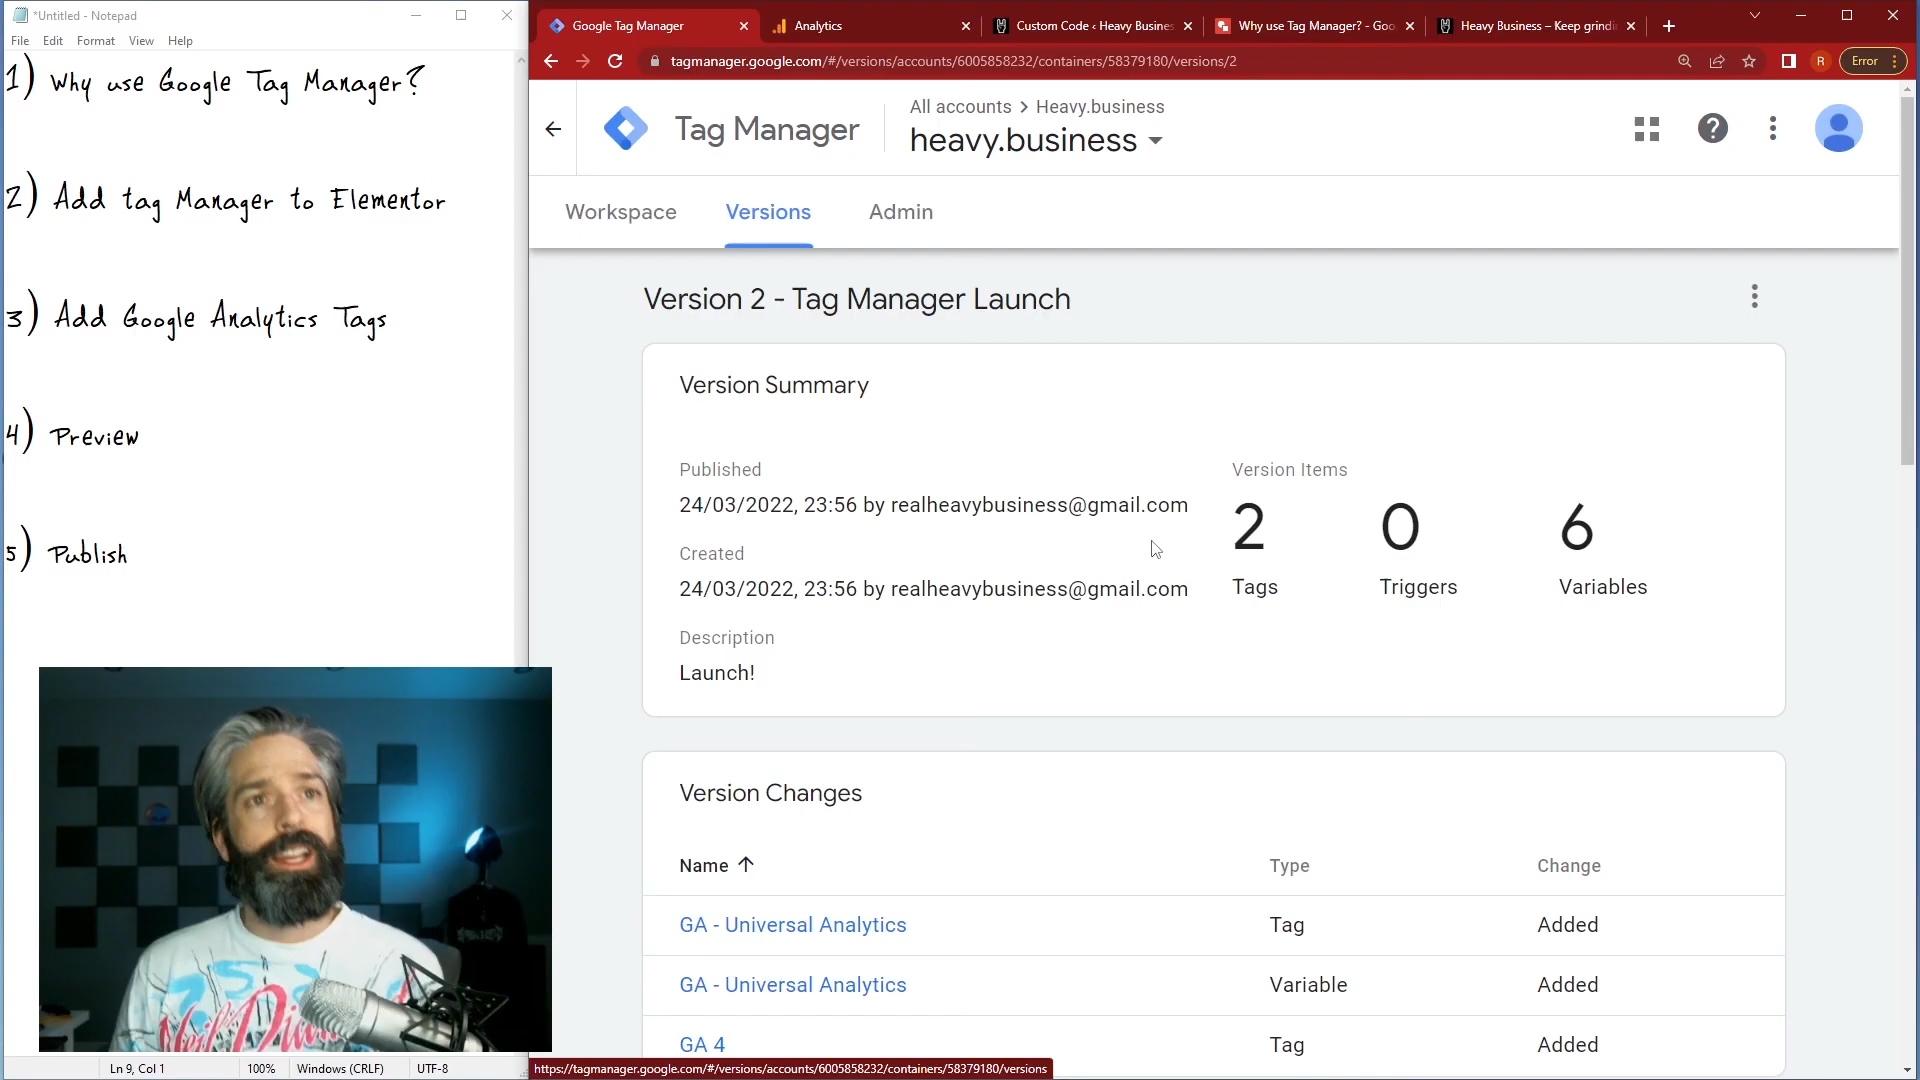 *Untitled - Notepad
File Edit Format View Help
1) Why use Google Tag Manager?
2) Add tag Manager to Elementor
3) Add Google Analytics Tags
4) Preview
5) Publish
Ln 9, Col 1 100% Windows (CRLF) UTF-8
Google Tag Manager
Analytics
Custom Code ‹ Heavy Busines
Why use Tag Manager? - Goo
Heavy Business – Keep grindi
tagmanager.google.com/#/versions/accounts/6005858232/containers/58379180/versions/2
R
Error
Tag Manager
All accounts > Heavy.business
heavy.business
Workspace Versions Admin
Version 2 - Tag Manager Launch
Version Summary
Published
24/03/2022, 23:56 by realheavybusiness@gmail.com
Created
24/03/2022, 23:56 by realheavybusiness@gmail.com
Description
Launch!
Version Items
2 0 6
Tags Triggers Variables
Version Changes
Name Type Change
GA - Universal Analytics Tag Added
GA - Universal Analytics Variable Added
GA 4 Tag Added
https://tagmanager.google.com/#/versions/accounts/6005858232/containers/58379180/versions